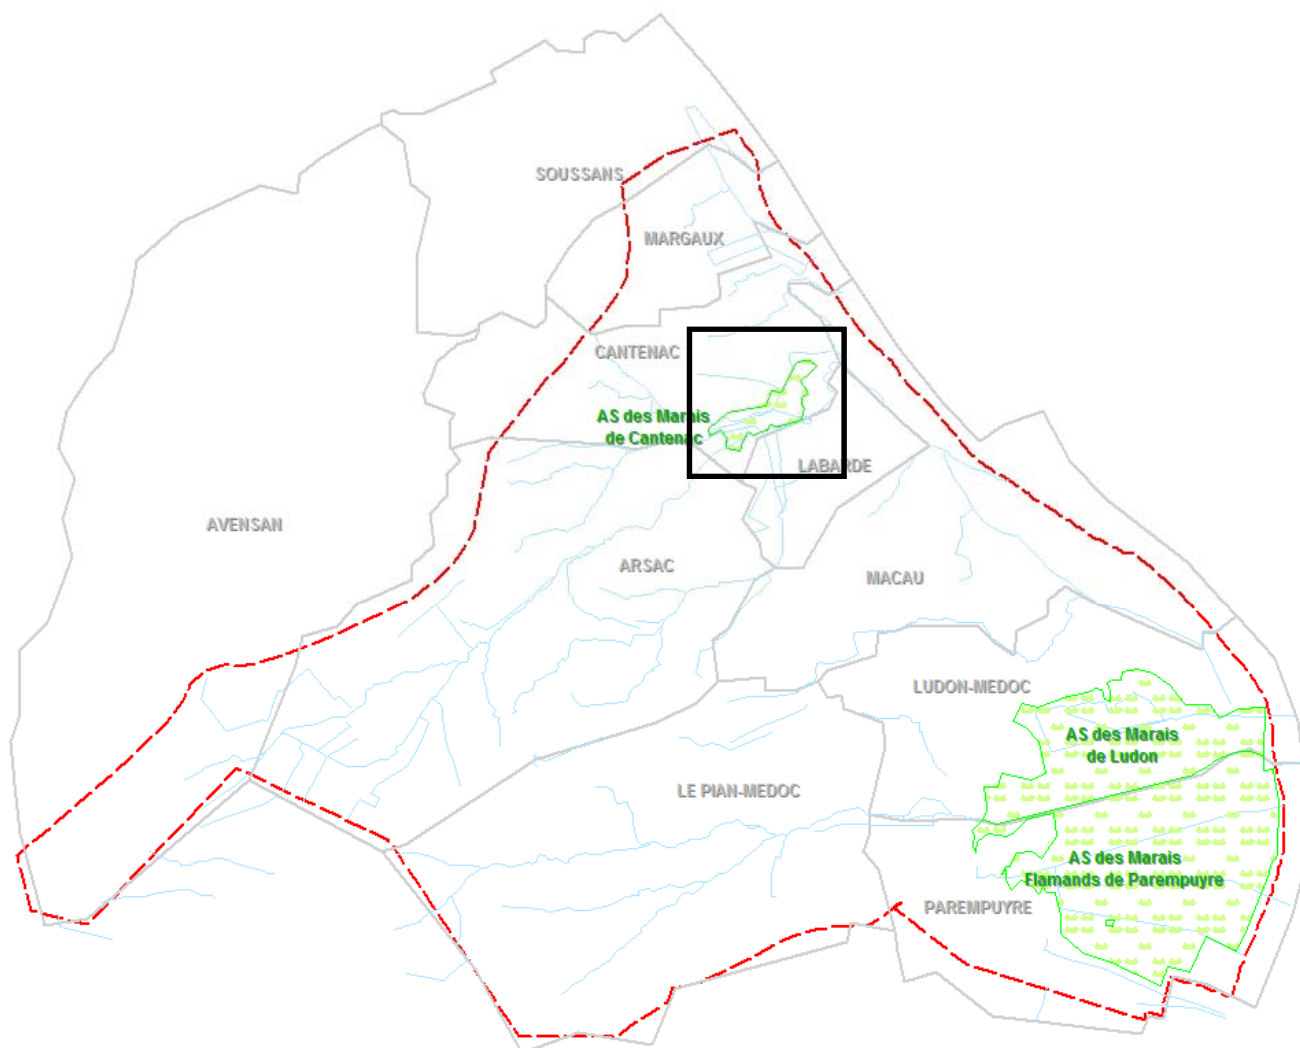 SOUSSANS
MARGAUX
CANTENAC
AS des Marais
de Cantenac
LABARDE
AVENSAN
ARSAC
MACAU
LUDON-MEDOC
AS des Marais
de Ludon
LE PIAN-MEDOC
AS des Marais
Flamands de Parempuyre
PAREMPUYRE